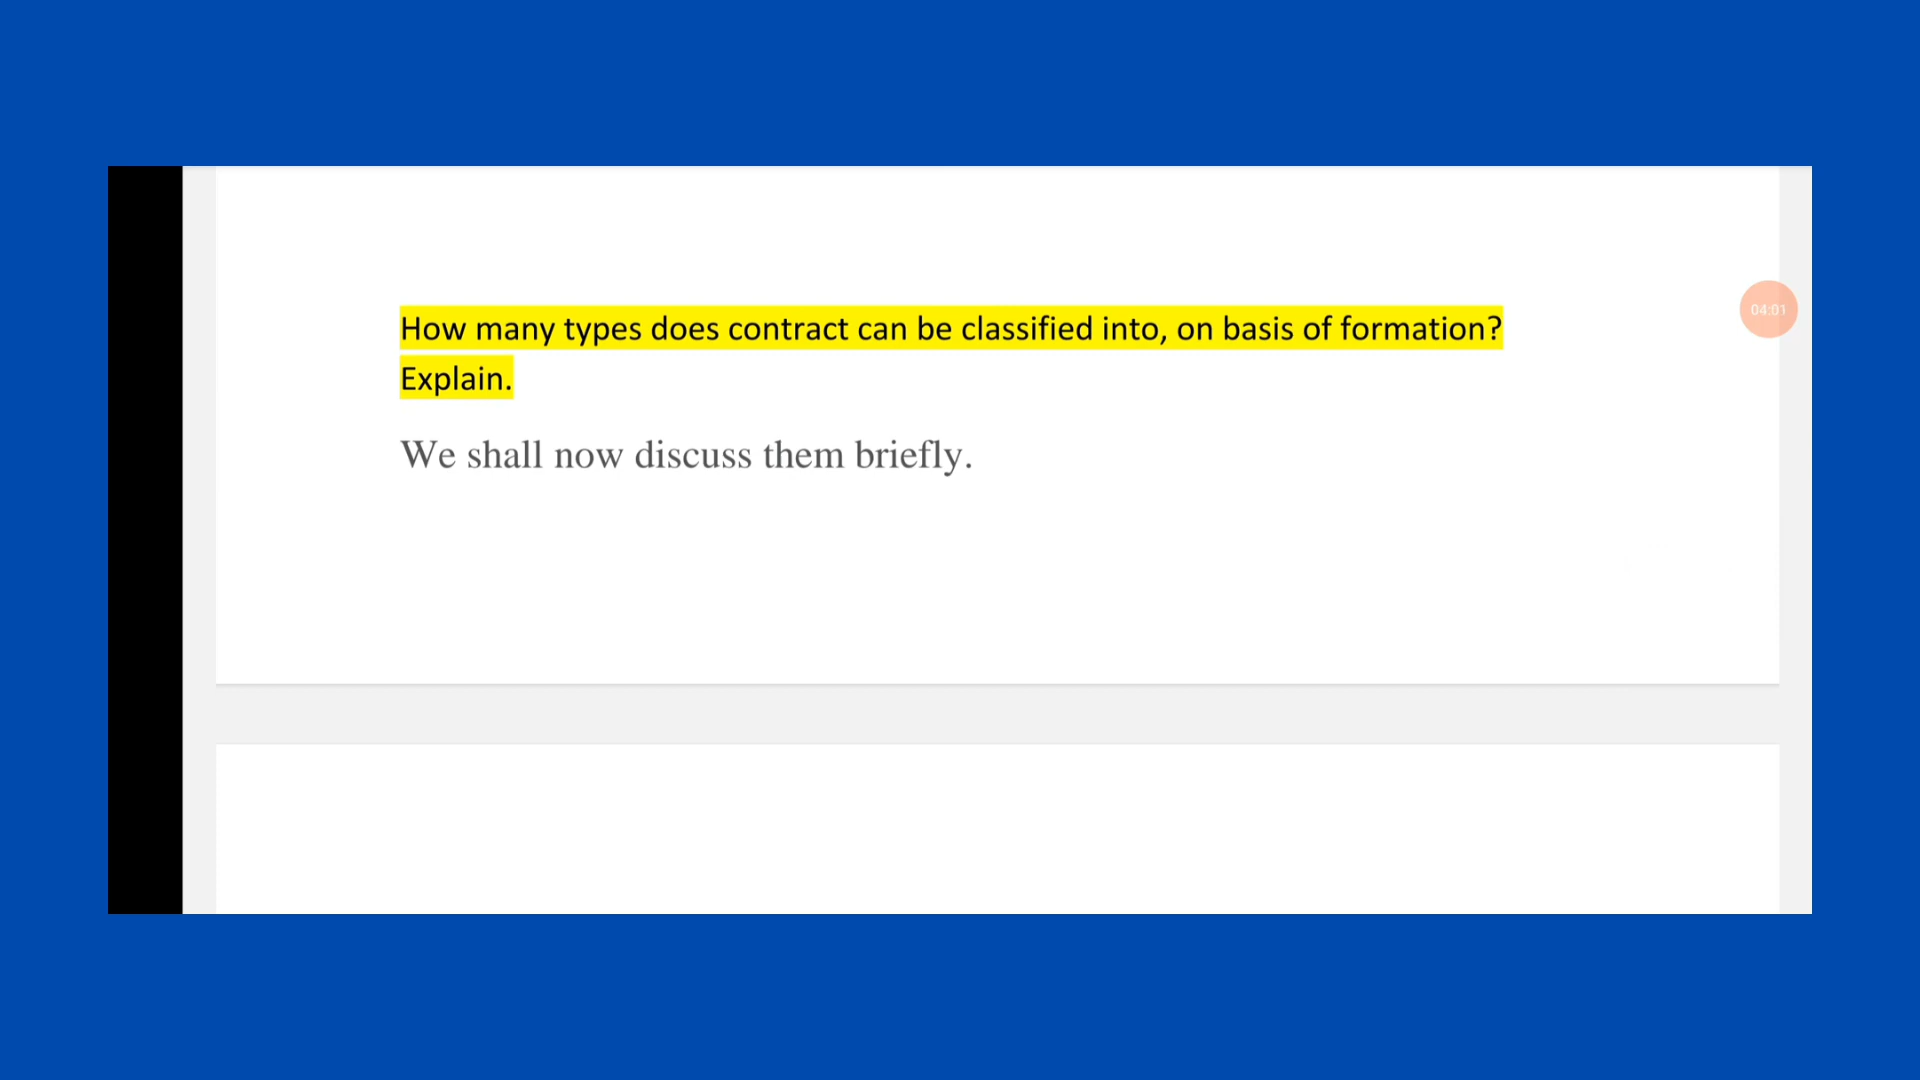 How many types does contract can be classified into, on basis of formation?
04:01
Explain.
We shall now discuss them briefly.